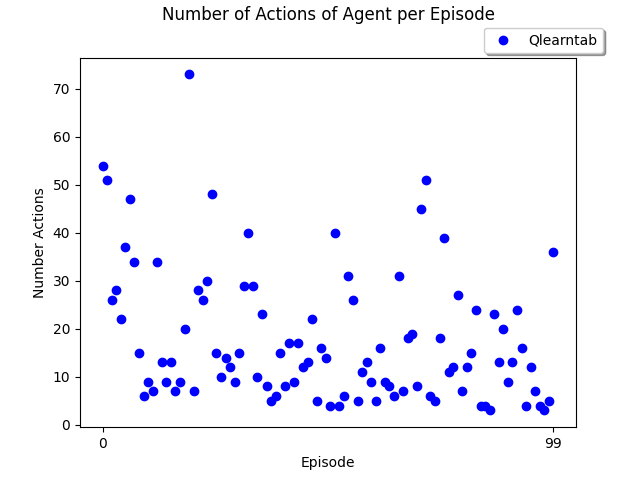 Number of Actions of Agent per Episode
Qlearntab
70
60
50
40
30
20
10
0
Number Actions
0 99
Episode